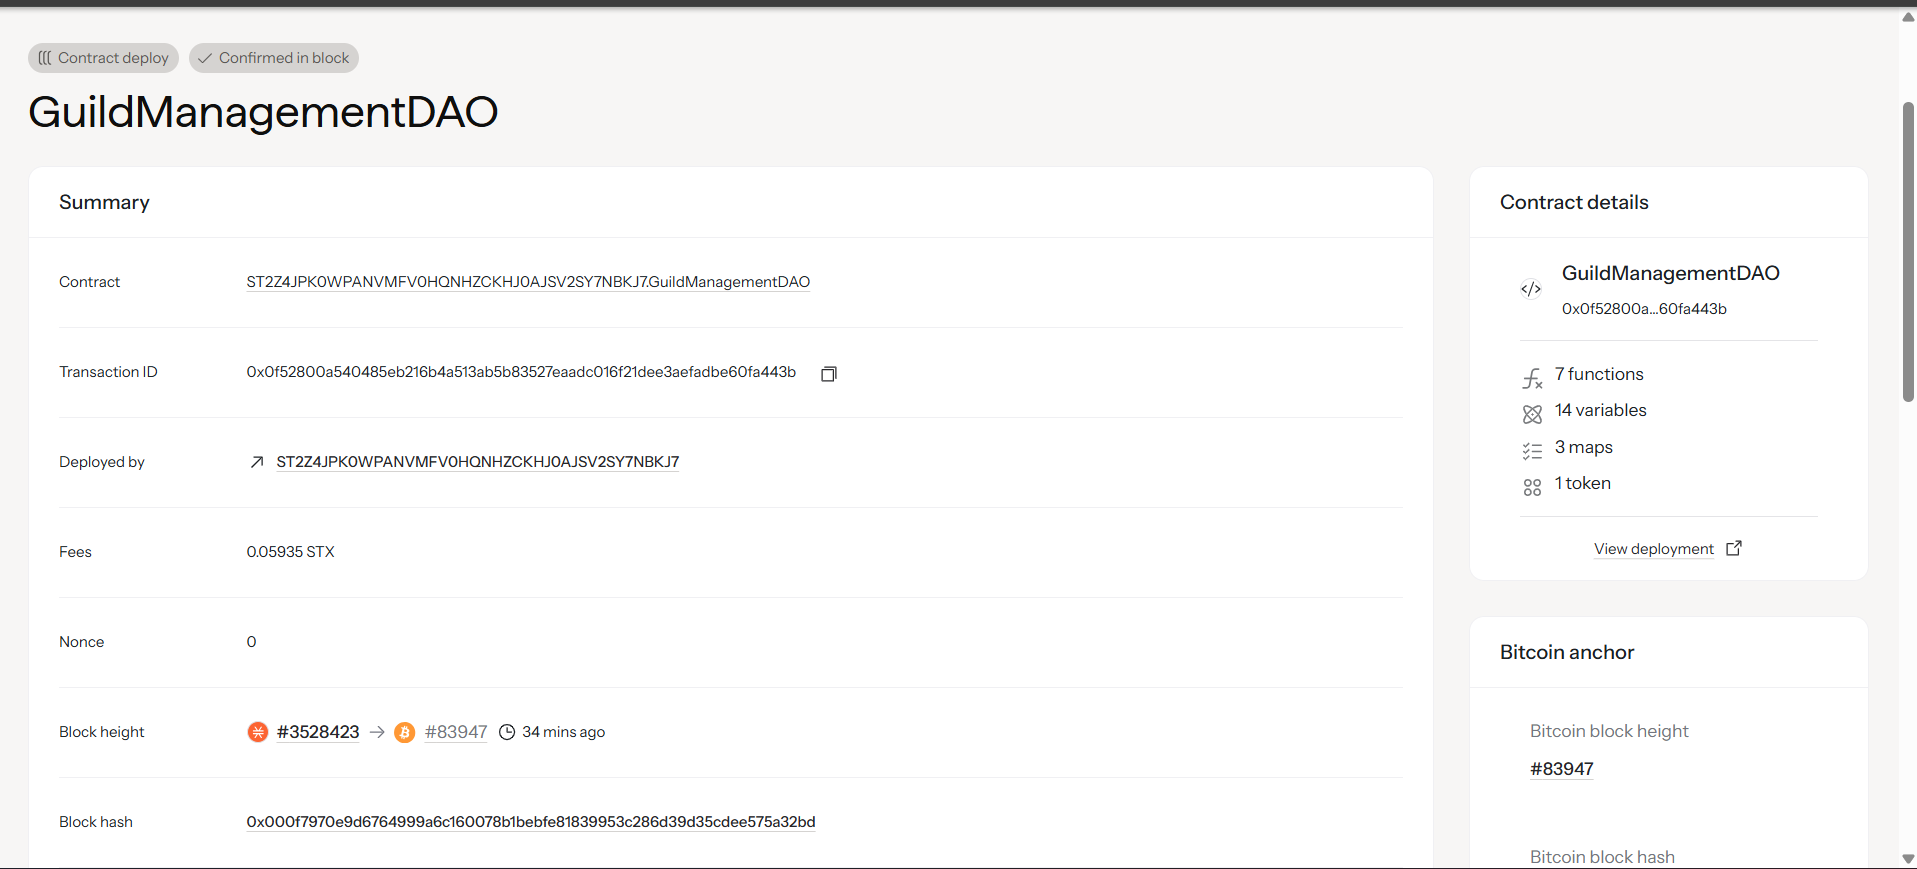 Contract deploy
Confirmed in block
GuildManagementDAO
Summary
Contract
ST2Z4JPK0WPANVMFV0HQNHZCKHJ0AJSV2SY7NBKJ7.GuildManagementDAO
Transaction ID
0x0f52800a540485eb216b4a513ab5b83527eaadc016f21dee3aefadbe60fa443b
Deployed by
ST2Z4JPK0WPANVMFV0HQNHZCKHJ0AJSV2SY7NBKJ7
Fees
0.05935 STX
Nonce
0
Block height
#3528423
#83947
34 mins ago
Block hash
0x000f7970e9d6764999a6c160078b1bebfe81839953c286d39d35cdee575a32bd
Contract details
GuildManagementDAO
0x0f52800a...60fa443b
7 functions
14 variables
3 maps
1 token
View deployment
Bitcoin anchor
Bitcoin block height
#83947
Bitcoin block hash